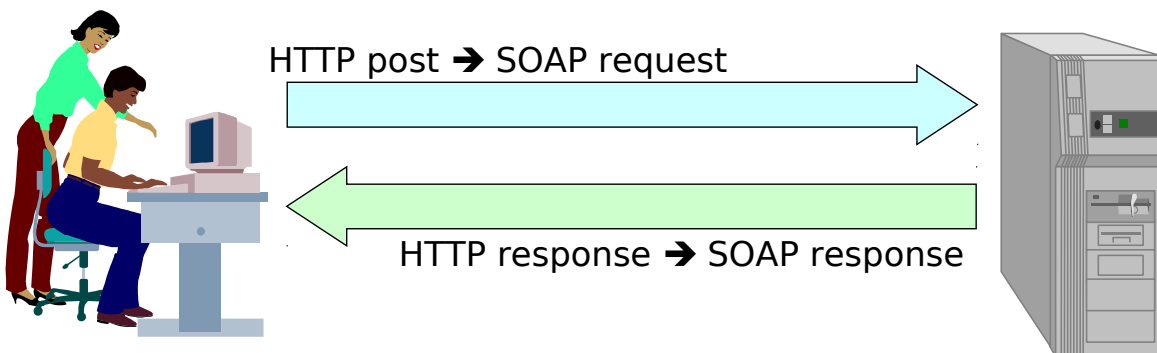 HTTP post ➔ SOAP request
HTTP response ➔ SOAP response